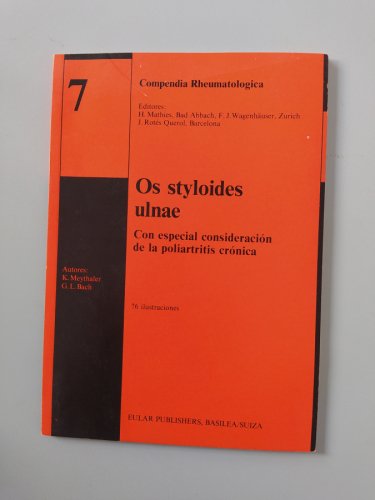 7
Compendia Rheumatologica
Editores:
H. Mathies, Bad Abbach, F. J. Wagenhäuser, Zurich
J. Rotés Querol, Barcelona
Os styloides
ulnae
Con especial consideración
de la poliartritis crónica
Autores:
K. Meythaler
G. L. Bach
76 ilustraciones
EULAR PUBLISHERS, BASILEA/SUIZA